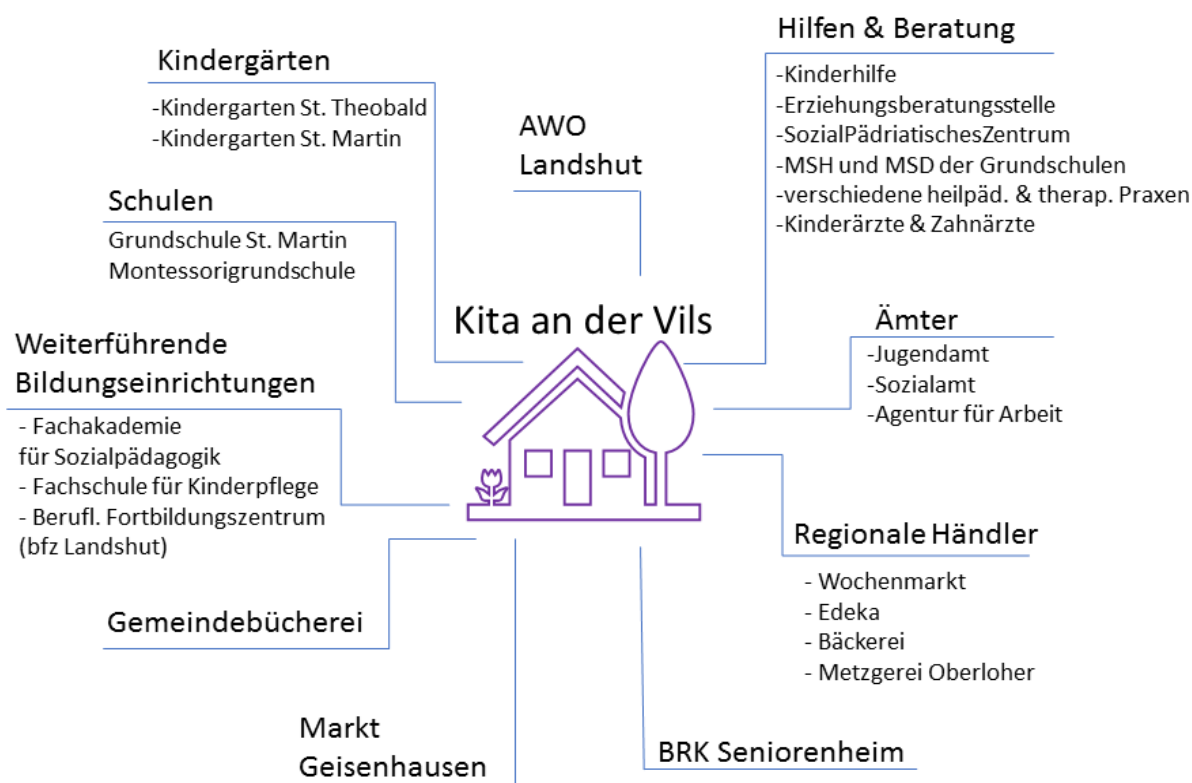 Hilfen & Beratung
-Kinderhilfe
-Erziehungsberatungsstelle
-SozialPädriatischesZentrum
-MSH und MSD der Grundschulen
-verschiedene heilpäd. & therap. Praxen
-Kinderärzte & Zahnärzte
Kindergärten
-Kindergarten St. Theobald
-Kindergarten St. Martin
AWO
Landshut
Schulen
Grundschule St. Martin
Montessorigrundschule
Kita an der Vils
Ämter
-Jugendamt
-Sozialamt
-Agentur für Arbeit
Weiterführende
Bildungseinrichtungen
- Fachakademie
für Sozialpädagogik
- Fachschule für Kinderpflege
- Berufl. Fortbildungszentrum
(bfz Landshut)
Regionale Händler
- Wochenmarkt
- Edeka
- Bäckerei
- Metzgerei Oberloher
Gemeindebücherei
Markt
Geisenhausen
BRK Seniorenheim